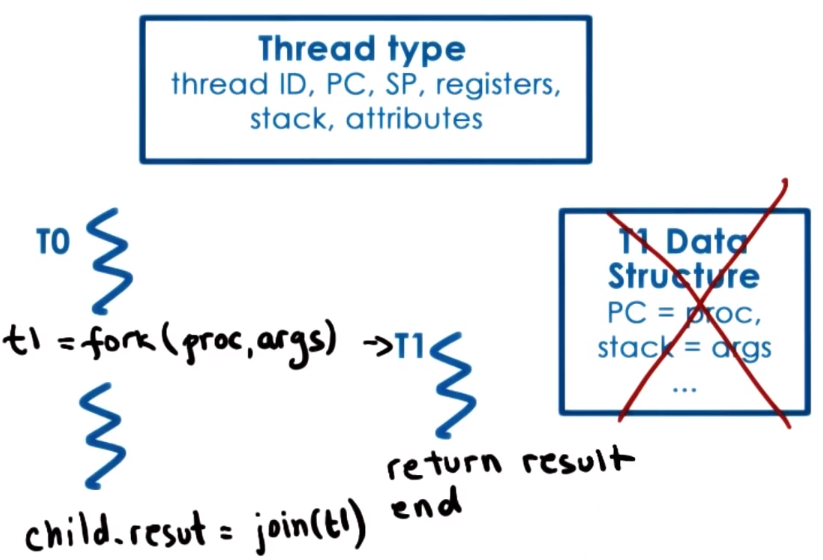 Thread type
thread ID, PC, SP, registers,
stack, attributes
T0
T1 Data
Structure
PC = proc,
stack = args
...
t1 = fork(proc, args) → T1
return result
end
child.resut = join(t1)